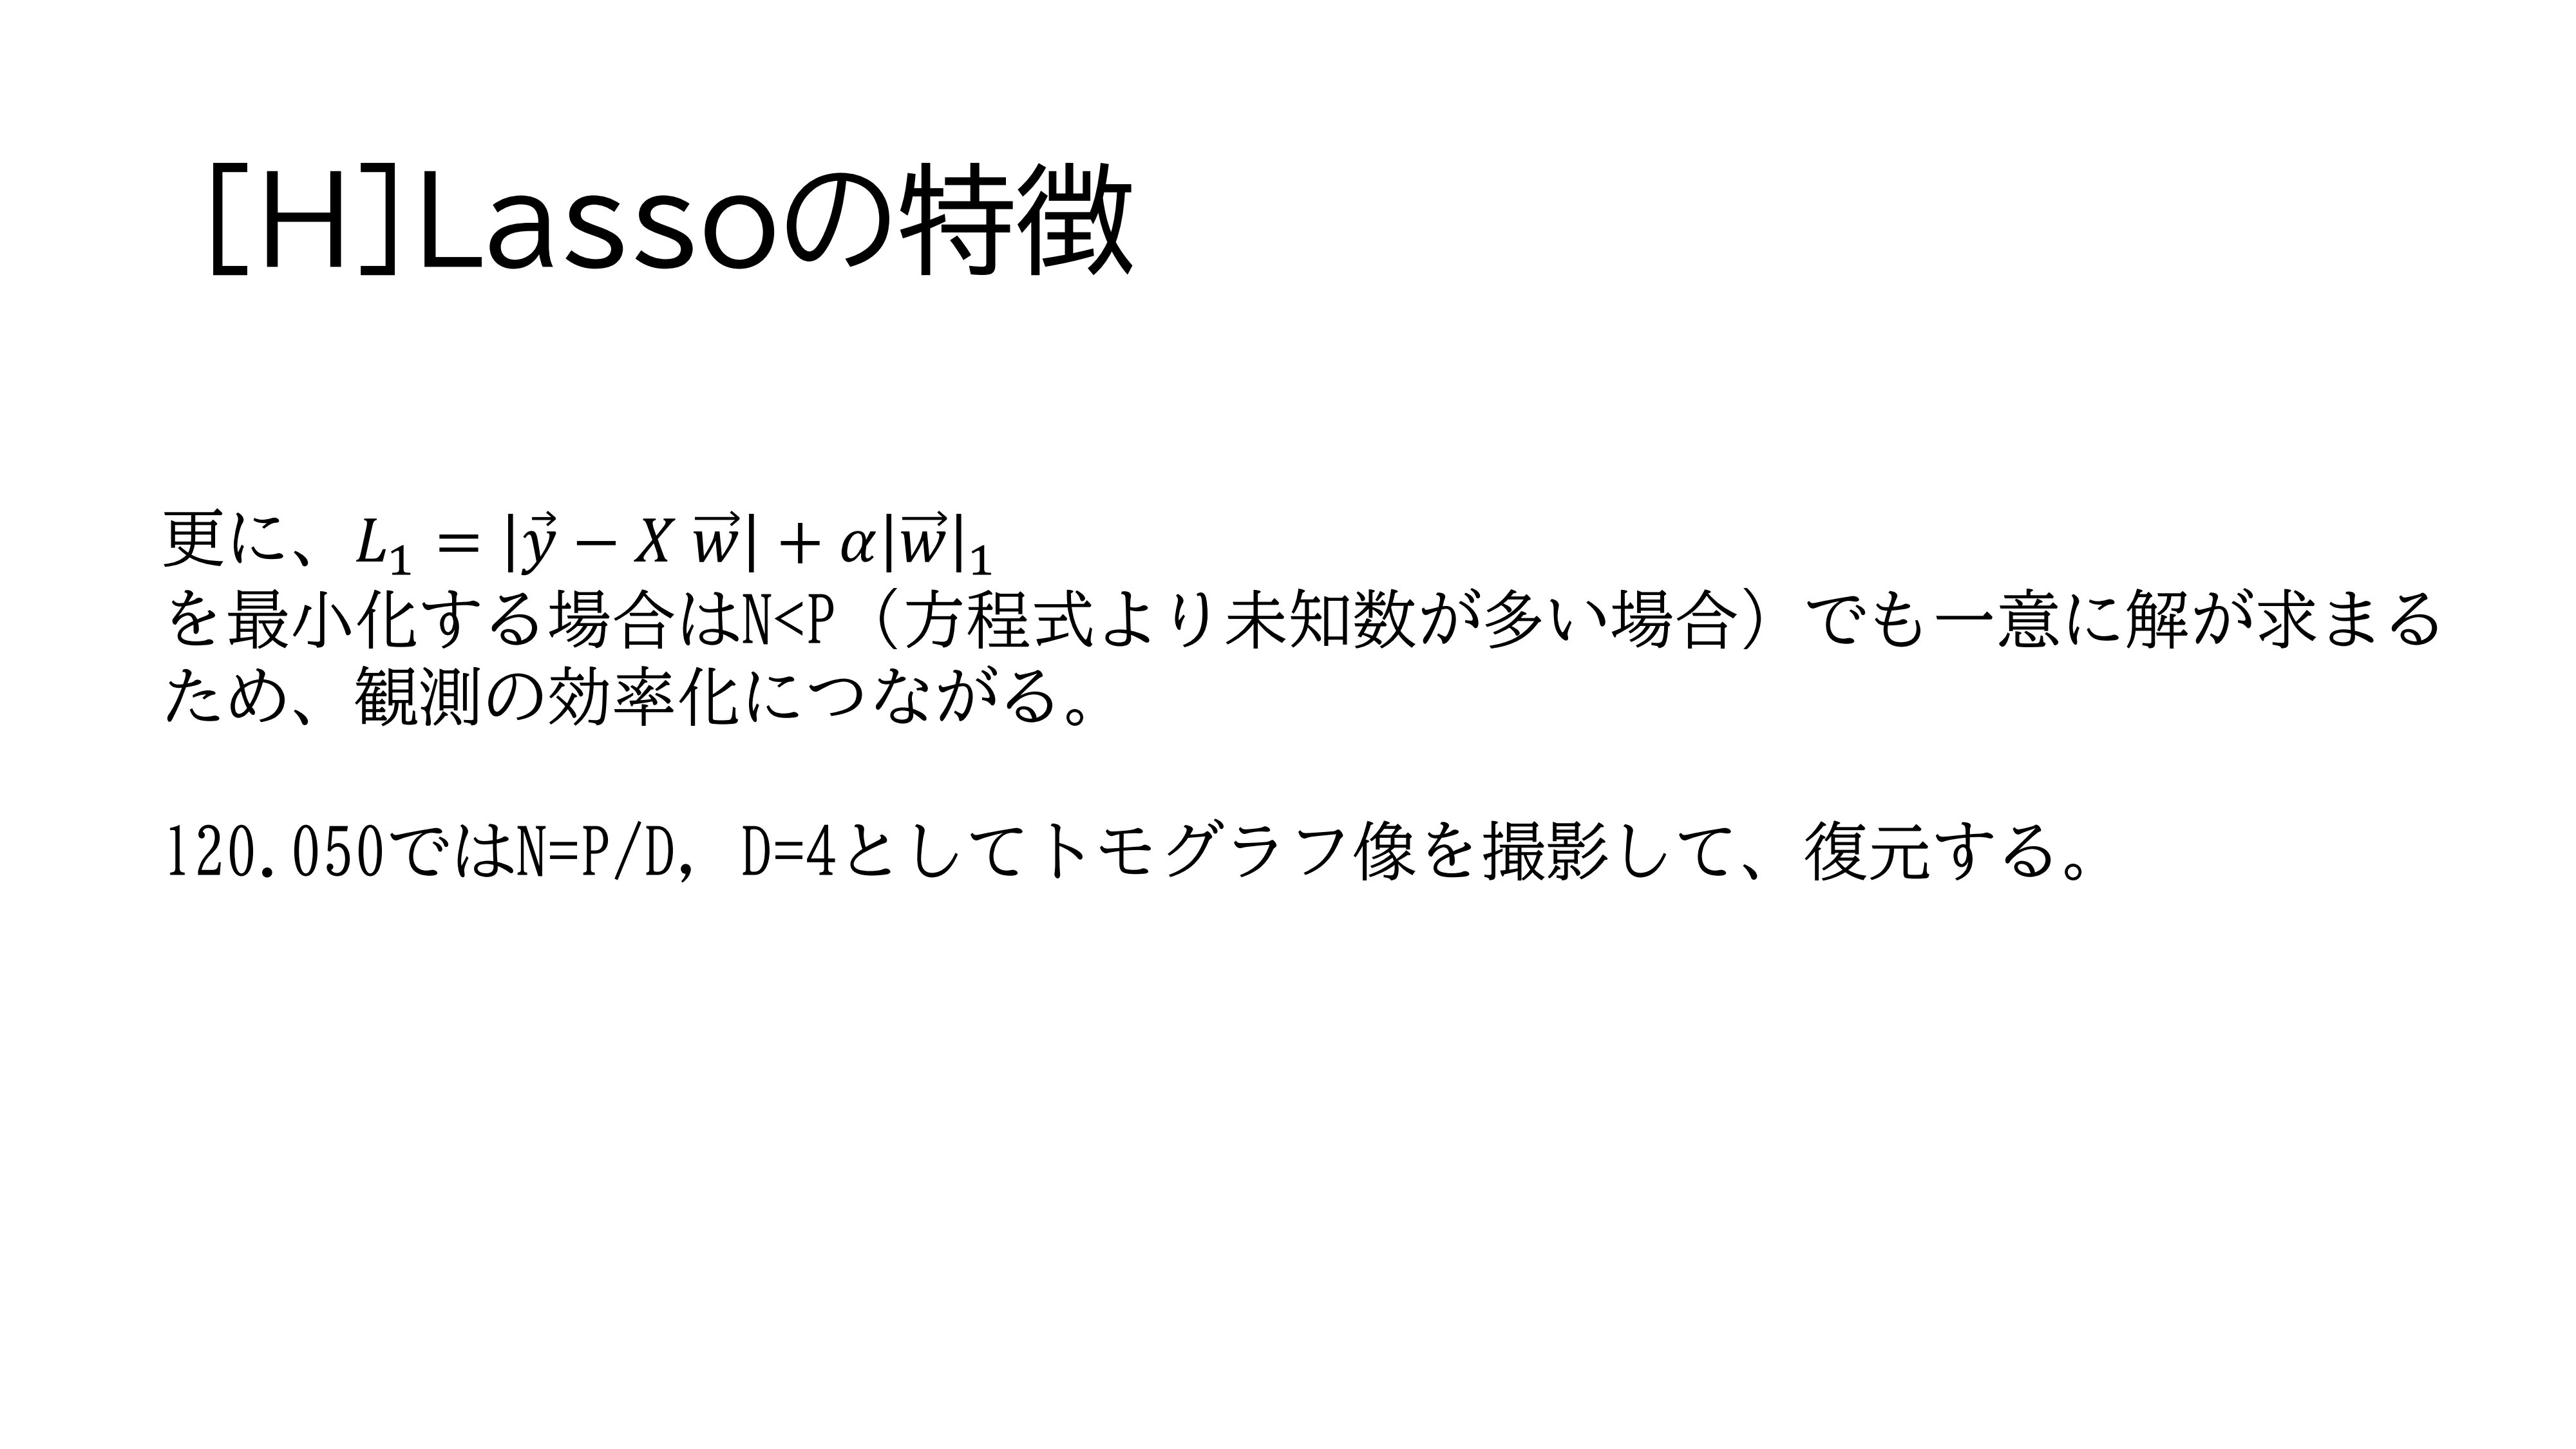 [H]Lassoの特徴
更に、$L_1 = |\vec{y} - X\,\vec{w}| + \alpha|\vec{w}|_1$
を最小化する場合はN<P（方程式より未知数が多い場合）でも一意に解が求まる
ため、観測の効率化につながる。
120.050ではN=P/D, D=4としてトモグラフ像を撮影して、復元する。